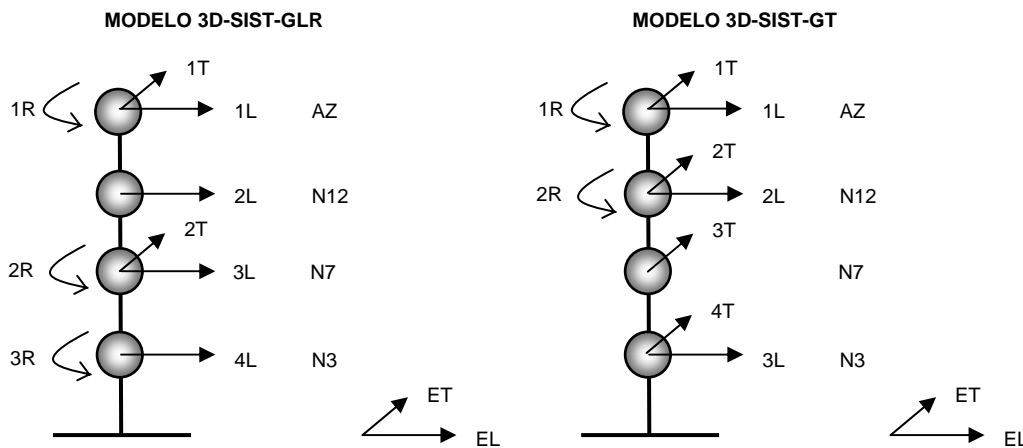 MODELO 3D-SIST-GLR
1T
1R
1L
AZ
2L
N12
2T
2R
3L
N7
3R
4L
N3
ET
EL
MODELO 3D-SIST-GT
1T
1R
1L
AZ
2T
2R
2L
N12
3T
N7
4T
3L
N3
ET
EL